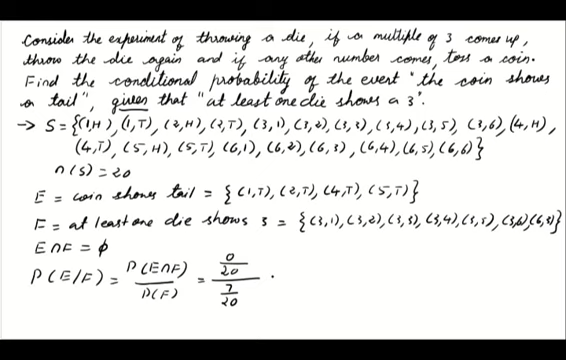 Consider the experiment of throwing a die, if a multiple of 3 comes up,
throw the die again and if any other number comes, toss a coin.
Find the conditional probability of the event "the coin shows
a tail", given that "at least one die shows a 3".
→ S = {(1,H), (1,T), (2,H), (2,T), (3,1), (3,2), (3,3), (3,4), (3,5), (3,6), (4,H),
(4,T), (5,H), (5,T), (6,1), (6,2), (6,3), (6,4), (6,5), (6,6)}
n(S) = 20
E = coin shows tail = {(1,T), (2,T), (4,T), (5,T)}
F = at least one die shows 3 = {(3,1), (3,2), (3,3), (3,4), (3,5), (3,6) (6,3)}
E∩F = ϕ
P(E/F) = P(E∩F)/P(F) = 0/20 / 7/20 .